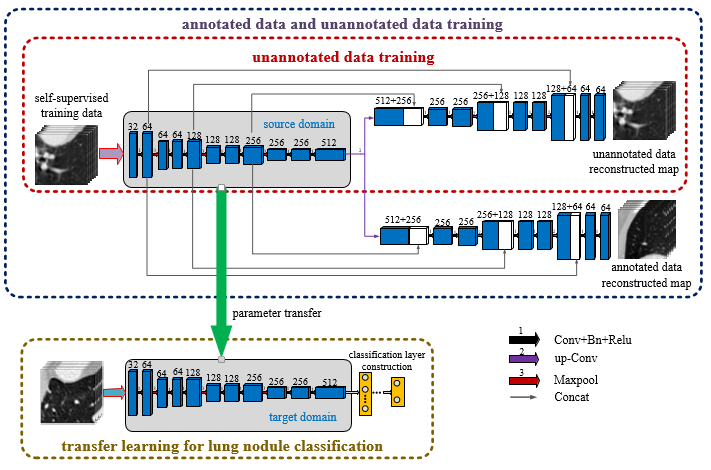 annotated data and unannotated data training
unannotated data training
self-supervised
training data
source domain
32 64 64 64 128 128 128 256 256 256 512
512+256 256 256 256+128 128 128 128+64 64 64
unannotated data
reconstructed map
512+256 256 256 256+128 128 128 128+64 64 64
annotated data
reconstructed map
parameter transfer
32 64 64 64 128 128 128 256 256 256 512
target domain
classification layer
construction
transfer learning for lung nodule classification
1 Conv+Bn+Relu
2 up-Conv
3 Maxpool
Concat